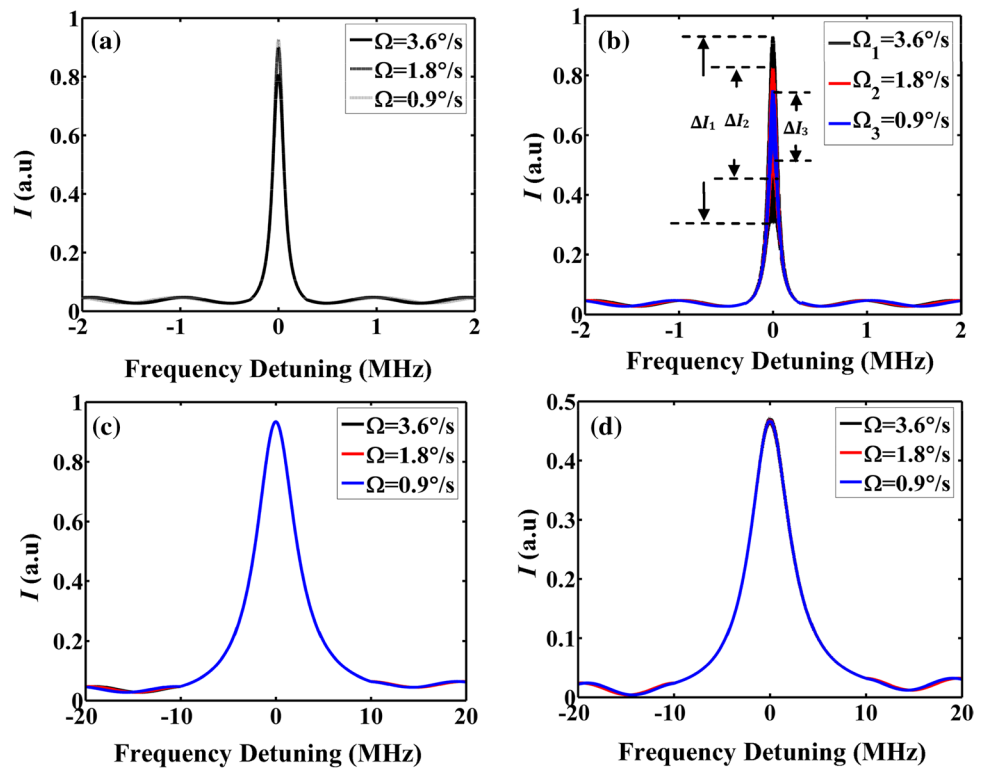 (a)
Ω=3.6°/s
Ω=1.8°/s
Ω=0.9°/s
I (a.u)
1
0.8
0.6
0.4
0.2
0
-2
-1
0
1
2
Frequency Detuning (MHz)
(b)
Ω1=3.6°/s
Ω2=1.8°/s
Ω3=0.9°/s
ΔI1
ΔI2
ΔI3
I (a.u)
1
0.8
0.6
0.4
0.2
0
-2
-1
0
1
2
Frequency Detuning (MHz)
(c)
Ω=3.6°/s
Ω=1.8°/s
Ω=0.9°/s
I (a.u)
1
0.8
0.6
0.4
0.2
0
-20
-10
0
10
20
Frequency Detuning (MHz)
(d)
Ω=3.6°/s
Ω=1.8°/s
Ω=0.9°/s
I (a.u)
0.5
0.4
0.3
0.2
0.1
0
-20
-10
0
10
20
Frequency Detuning (MHz)